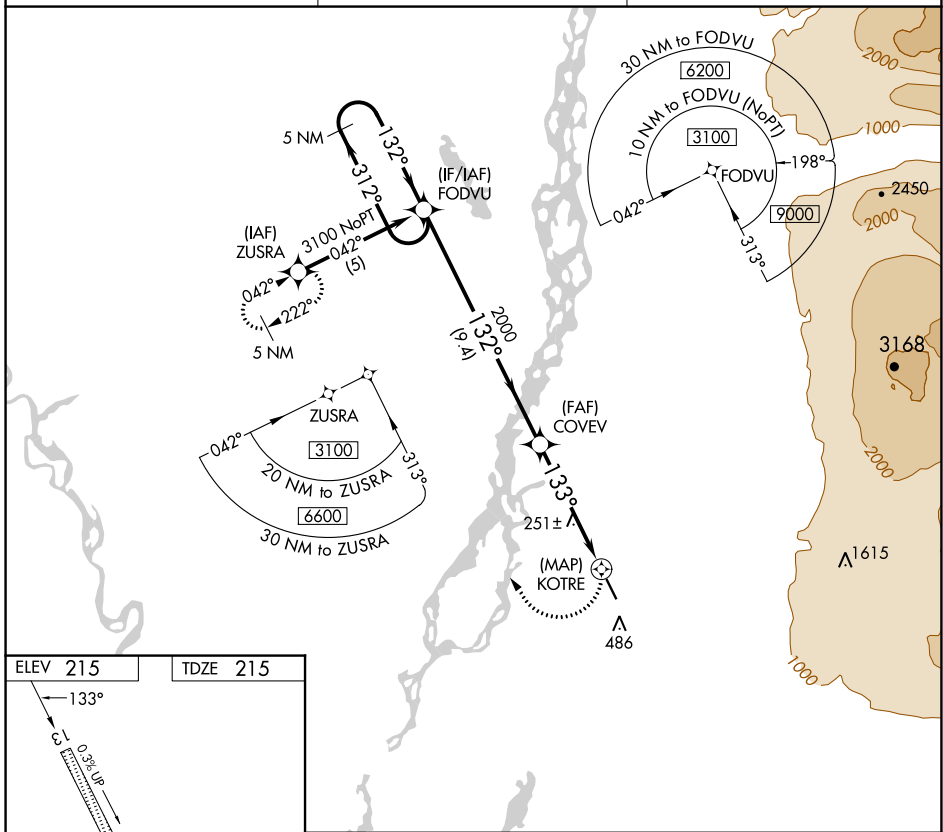 30 NM to FODVU
6200
10 NM to FODVU (NoPT)
3100
FODVU
198°
042°
9000
313°
2000
1000
2450
2000
3168
2000
1615
1000
5 NM
132°
312°
(IF/IAF)
FODVU
(IAF)
ZUSRA
3100 NoPT
042°
(5)
042°
222°
5 NM
2000
132°
(9.4)
ZUSRA
042°
3100
313°
20 NM to ZUSRA
6600
30 NM to ZUSRA
(FAF)
COVEV
133°
251±
(MAP)
KOTRE
486
ELEV 215
TDZE 215
133°
13
0.3% UP